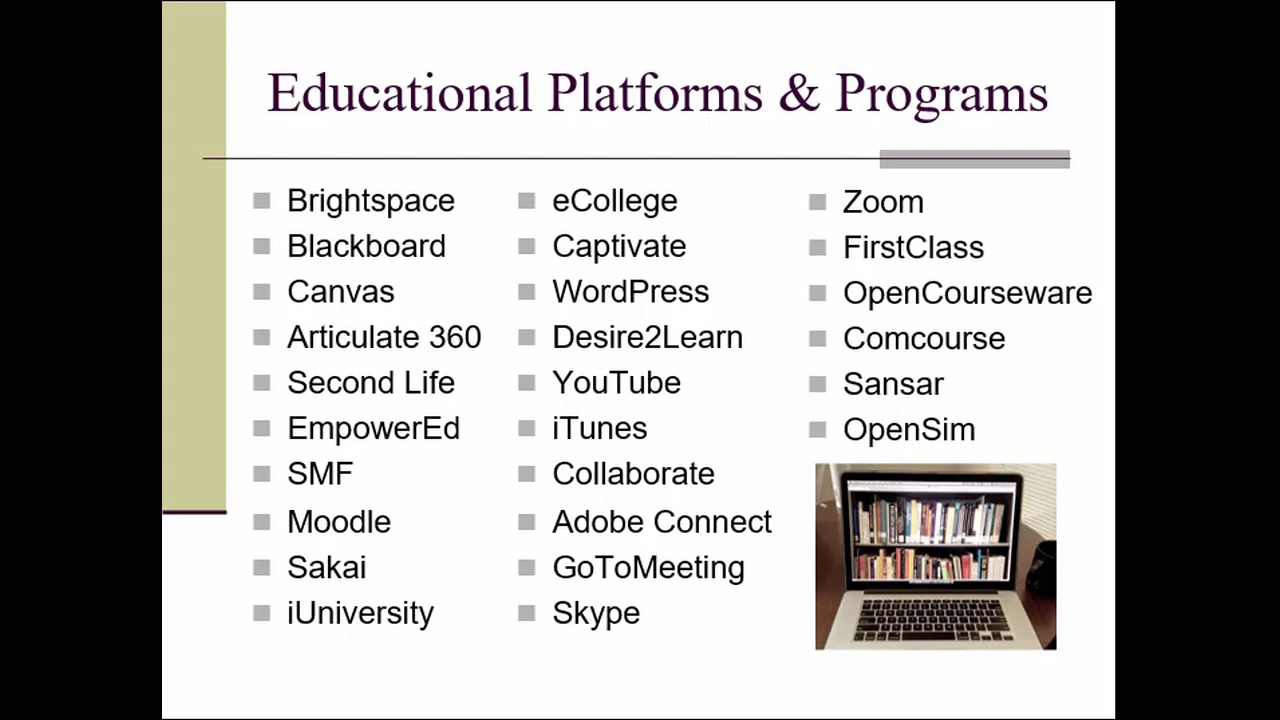 Educational Platforms & Programs
Brightspace
Blackboard
Canvas
Articulate 360
Second Life
EmpowerEd
SMF
Moodle
Sakai
iUniversity
eCollege
Captivate
WordPress
Desire2Learn
YouTube
iTunes
Collaborate
Adobe Connect
GoToMeeting
Skype
Zoom
FirstClass
OpenCourseware
Comcourse
Sansar
OpenSim